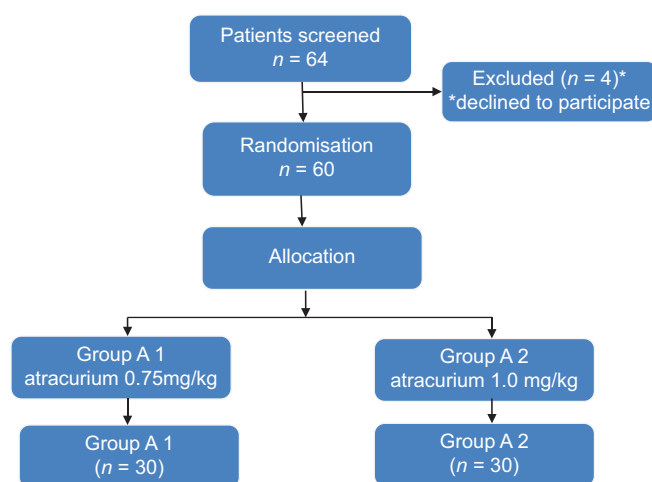 Patients screened
n = 64
Excluded (n = 4)*
*declined to participate
Randomisation
n = 60
Allocation
Group A 1
atracurium 0.75mg/kg
Group A 2
atracurium 1.0 mg/kg
Group A 1
(n = 30)
Group A 2
(n = 30)